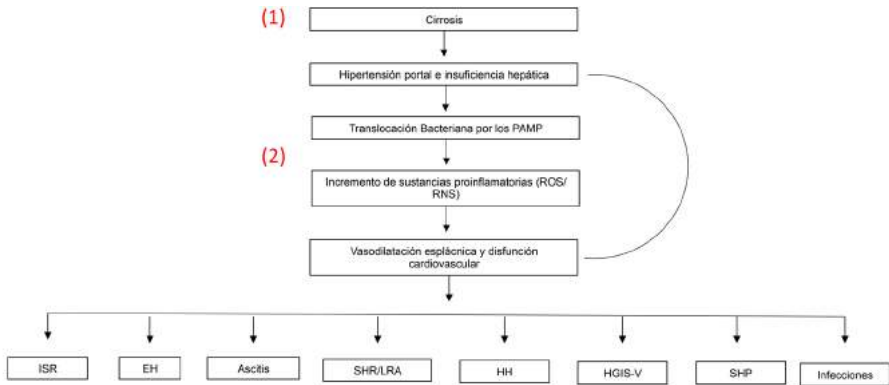 (1)
Cirrosis
Hipertensión portal e insuficiencia hepática
Translocación Bacteriana por los PAMP
(2)
Incremento de sustancias proinflamatorias (ROS/
RNS)
Vasodilatación esplácnica y disfunción
cardiovascular
ISR
EH
Ascitis
SHR/LRA
HH
HGIS-V
SHP
Infecciones